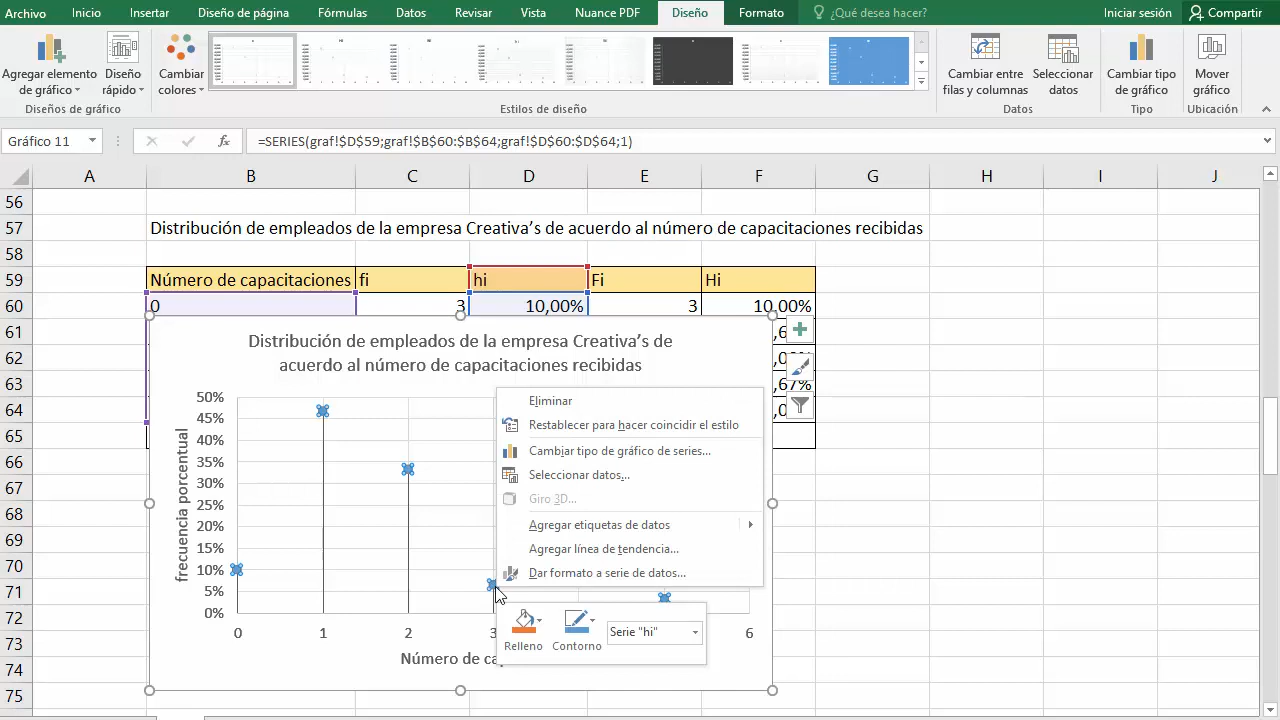 Archivo Inicio Insertar Diseño de página Fórmulas Datos Revisar Vista Nuance PDF Diseño Formato ¿Qué desea hacer? Iniciar sesión Compartir
Agregar elemento de gráfico
Diseño rápido
Cambiar colores
Cambiar entre filas y columnas
Seleccionar datos
Cambiar tipo de gráfico
Mover gráfico
Diseños de gráfico Estilos de diseño Datos Tipo Ubicación
Gráfico 11 fx =SERIES(graf!$D$59;graf!$B$60:$B$64;graf!$D$60:$D$64;1)
A B C D E F G H I J
56
57 Distribución de empleados de la empresa Creativa’s de acuerdo al número de capacitaciones recibidas
58
59 Número de capacitaciones fi hi Fi Hi
60 0 3 10,00% 3 10,00%
61
62
63 ,67%
64
65
66
67
68
69
70
71
72
73
74
75
Distribución de empleados de la empresa Creativa’s de
acuerdo al número de capacitaciones recibidas
frecuencia porcentual
50%
45%
40%
35%
30%
25%
20%
15%
10%
5%
0%
0 1 2 3 6
Número de ca
Eliminar
Restablecer para hacer coincidir el estilo
Cambiar tipo de gráfico de series...
Seleccionar datos...
Giro 3D...
Agregar etiquetas de datos
Agregar línea de tendencia...
Dar formato a serie de datos...
Relleno Contorno Serie "hi"